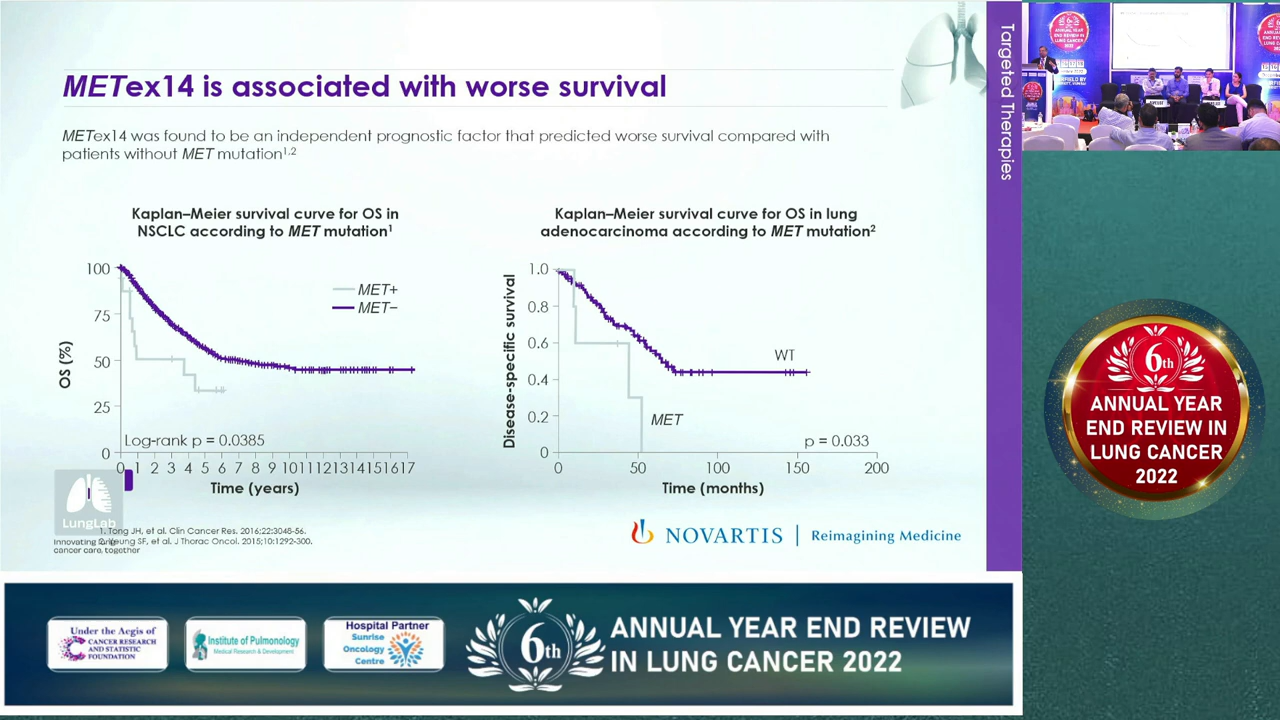 METex14 is associated with worse survival
METex14 was found to be an independent prognostic factor that predicted worse survival compared with
patients without MET mutation1,2
Kaplan–Meier survival curve for OS in
NSCLC according to MET mutation1
OS (%)
100
75
50
25
0
MET+
MET−
Log-rank p = 0.0385
0 1 2 3 4 5 6 7 8 9 10 11 12 13 14 15 16 17
Time (years)
Kaplan–Meier survival curve for OS in lung
adenocarcinoma according to MET mutation2
Disease-specific survival
1.0
0.8
0.6
0.4
0.2
0
WT
MET
p = 0.033
0 50 100 150 200
Time (months)
LungLab
Innovating lung
cancer care, together
1. Tong JH, et al. Clin Cancer Res. 2016;22:3048-56.
2. Yeung SF, et al. J Thorac Oncol. 2015;10:1292-300.
NOVARTIS | Reimagining Medicine
Targeted Therapies
6th
ANNUAL YEAR
END REVIEW IN
LUNG CANCER
2022
Under the Aegis of
CANCER RESEARCH
AND STATISTIC
FOUNDATION
Institute of Pulmonology
Medical Research & Development
Hospital Partner
Sunrise
Oncology
Centre
6th
ANNUAL YEAR END REVIEW
IN LUNG CANCER 2022